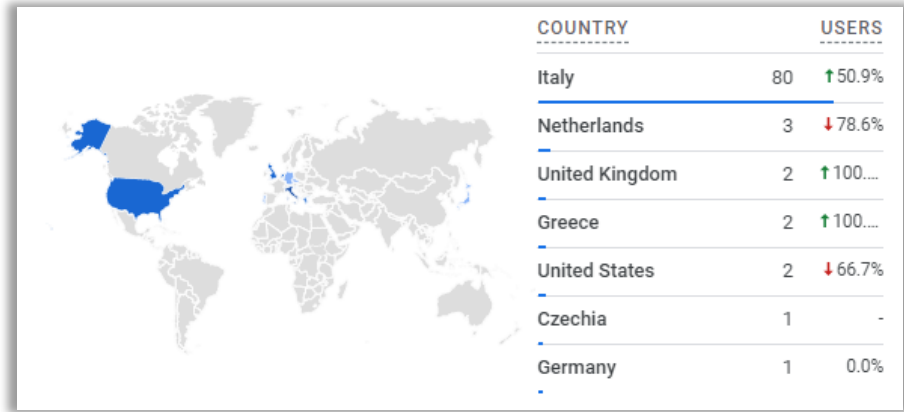 COUNTRY USERS
Italy 80 ↑50.9%
Netherlands 3 ↓78.6%
United Kingdom 2 ↑100....
Greece 2 ↑100....
United States 2 ↓66.7%
Czechia 1 -
Germany 1 0.0%